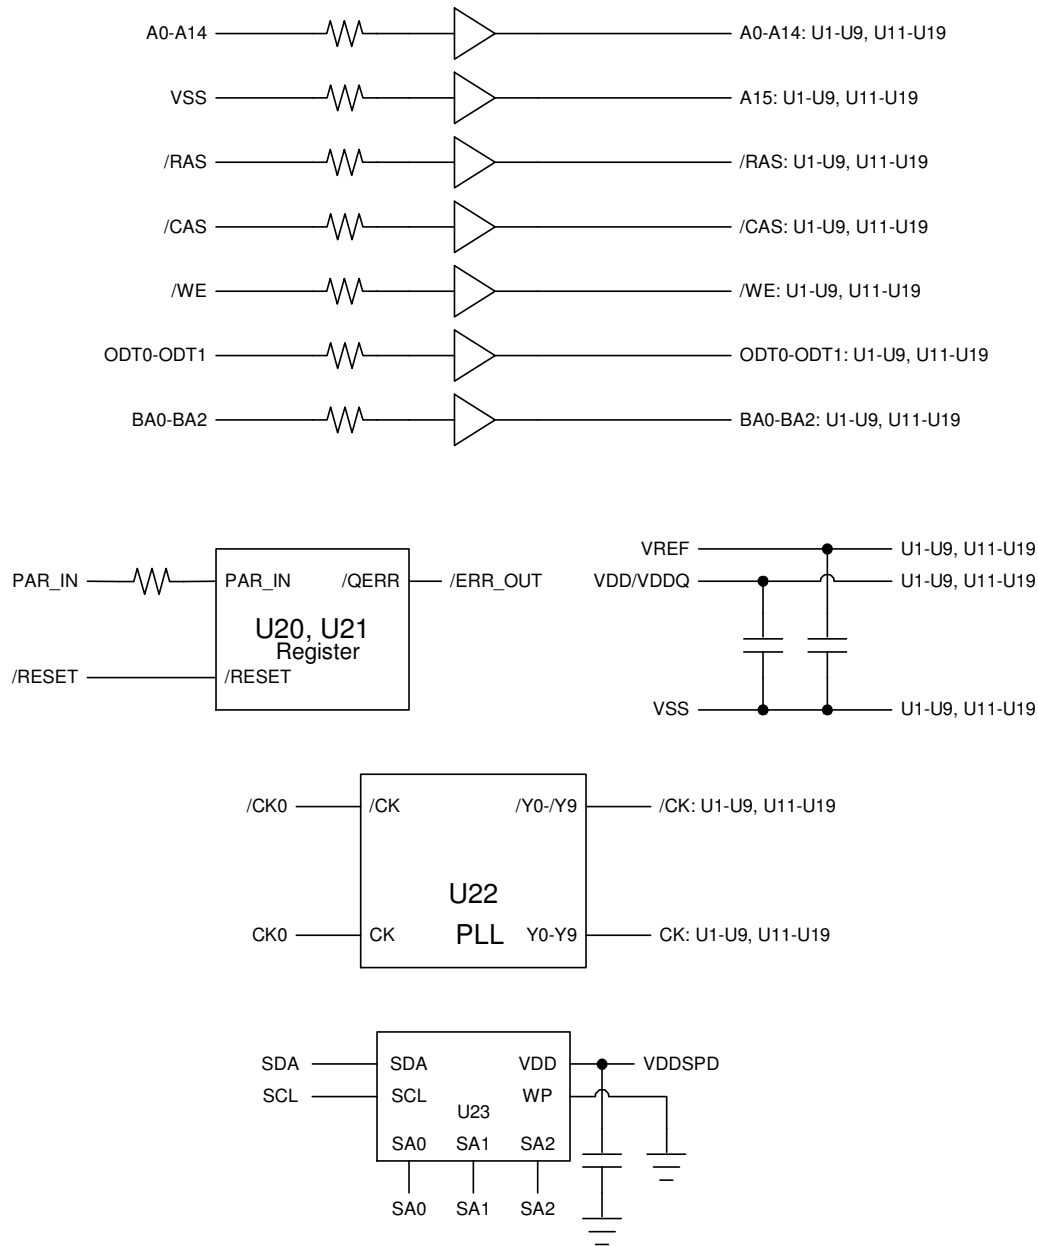 A0-A14 A0-A14: U1-U9, U11-U19
VSS A15: U1-U9, U11-U19
/RAS /RAS: U1-U9, U11-U19
/CAS /CAS: U1-U9, U11-U19
/WE /WE: U1-U9, U11-U19
ODT0-ODT1 ODT0-ODT1: U1-U9, U11-U19
BA0-BA2 BA0-BA2: U1-U9, U11-U19
PAR_IN PAR_IN /QERR /ERR_OUT
U20, U21
Register
/RESET /RESET
VREF U1-U9, U11-U19
VDD/VDDQ U1-U9, U11-U19
VSS U1-U9, U11-U19
/CK0 /CK /Y0-/Y9 /CK: U1-U9, U11-U19
U22
CK0 CK PLL Y0-Y9 CK: U1-U9, U11-U19
SDA SDA VDD VDDSPD
SCL SCL WP
U23
SA0 SA1 SA2
SA0 SA1 SA2